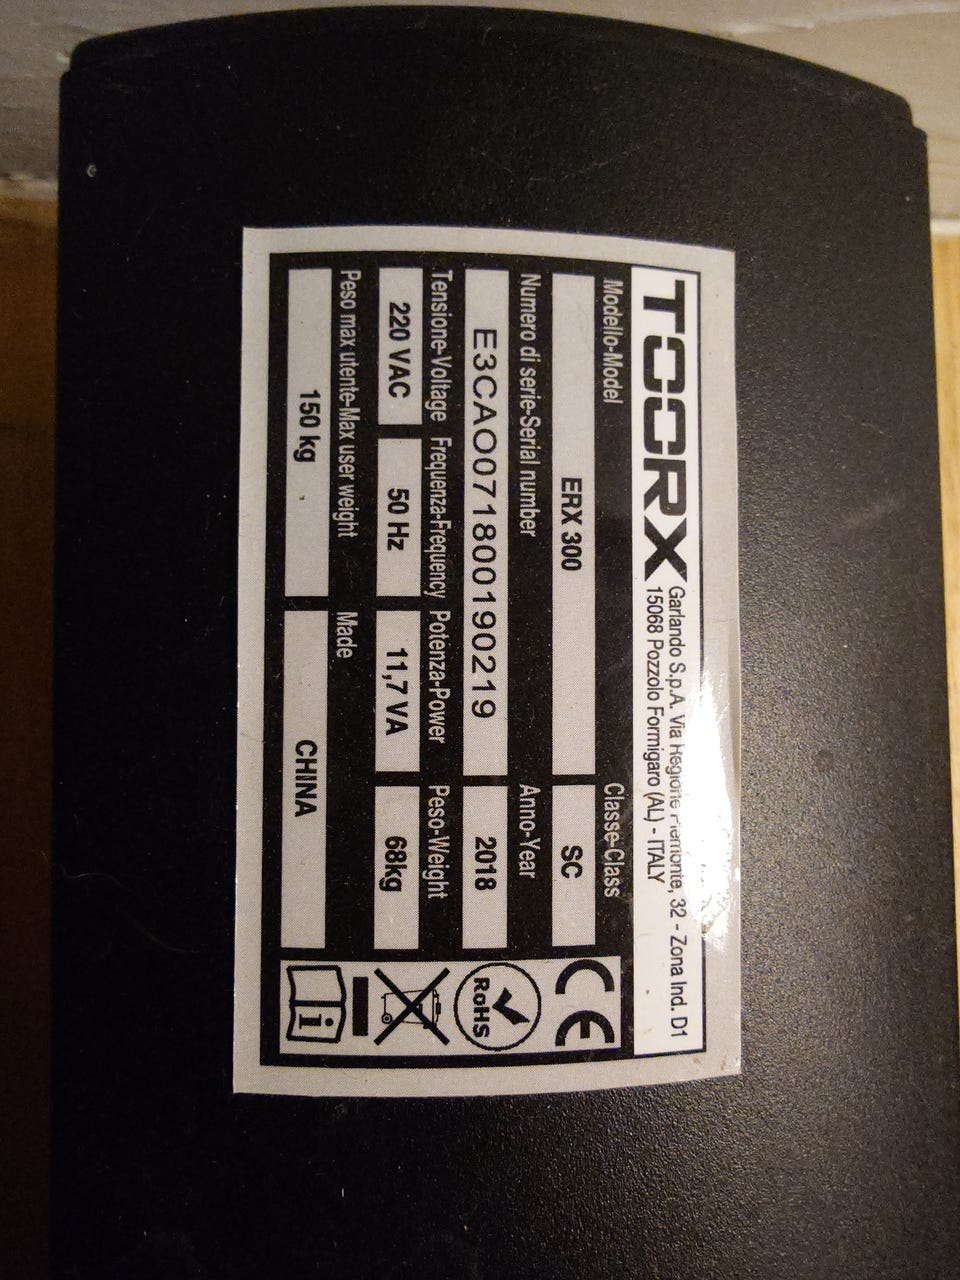 TOORX
Garlando S.p.A. Via Regione Piemonte, 32 - Zona Ind. D1
15068 Pozzolo Formigaro (AL) - ITALY
Modello-Model Classe-Class
ERX 300 SC
Numero di serie-Serial number Anno-Year
E3CAO071800190219 2018
Tensione-Voltage Frequenza-Frequency Potenza-Power Peso-Weight
220 VAC 50 Hz 11,7 VA 68kg
Peso max utente-Max user weight Made
150 kg CHINA
CE
RoHS
i